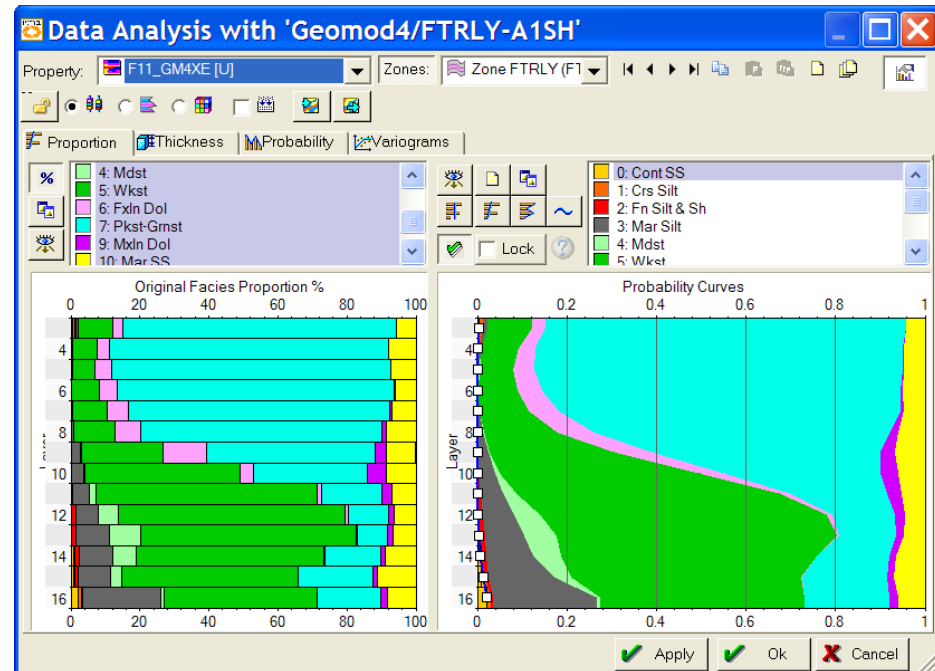 Data Analysis with 'Geomod4/FTRLY-A1SH'
Property: F11_GM4XE [U] Zones: Zone FTRLY (F1
Proportion Thickness Probability Variograms
%
4: Mdst
5: Wkst
6: Fxln Dol
7: Pkst-Grnst
9: Mxln Dol
10: Mar SS
Lock ?
0: Cont SS
1: Crs Silt
2: Fn Silt & Sh
3: Mar Silt
4: Mdst
5: Wkst
Original Facies Proportion %
0 20 40 60 80 100
4
6
8
10
12
14
16
0 20 40 60 80 100
Probability Curves
0 0.2 0.4 0.6 0.8 1
Layer
4
6
8
10
12
14
16
0 0.2 0.4 0.6 0.8 1
Apply Ok Cancel